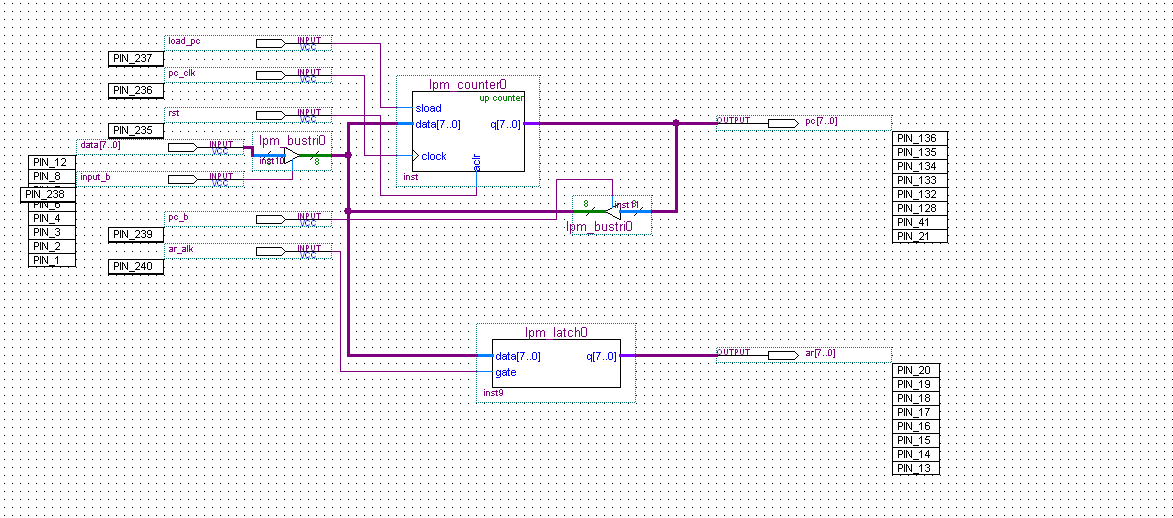 load_pc
INPUT
VCC
PIN_237
pc_clk
INPUT
VCC
PIN_236
rst
INPUT
VCC
PIN_235
data[7..0]
INPUT
VCC
PIN_12
PIN_8
PIN_238
PIN_6
PIN_4
PIN_3
PIN_2
PIN_1
input_b
INPUT
VCC
lpm_bustri0
8
inst10
pc_b
INPUT
VCC
PIN_239
ar_alk
INPUT
VCC
PIN_240
lpm_counter0
up counter
sload
data[7..0]
q[7..0]
clock
aclr
inst
8
inst11
lpm_bustri0
OUTPUT
pc[7..0]
PIN_136
PIN_135
PIN_134
PIN_133
PIN_132
PIN_128
PIN_41
PIN_21
lpm_latch0
data[7..0]
q[7..0]
gate
inst9
OUTPUT
ar[7..0]
PIN_20
PIN_19
PIN_18
PIN_17
PIN_16
PIN_15
PIN_14
PIN_13